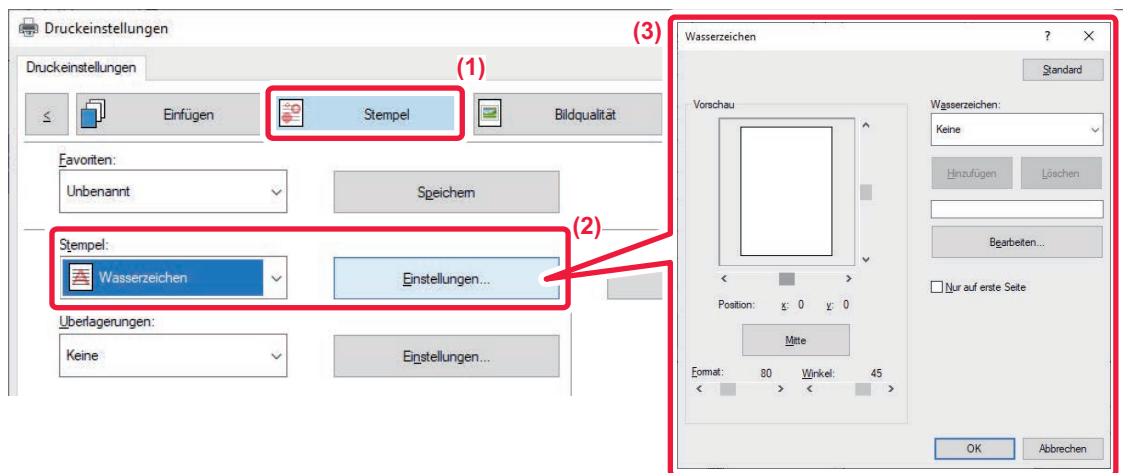 Druckeinstellungen
Druckeinstellungen
(1)
≤ Einfügen Stempel Bildqualität
Favoriten:
Unbenannt Speichern
(2)
Stempel:
Wasserzeichen Einstellungen...
Überlagerungen:
Keine Einstellungen...
(3)
Wasserzeichen ? X
Standard
Vorschau
Wasserzeichen:
Keine
Hinzufügen Löschen
Bearbeiten...
Nur auf erste Seite
Position: x: 0 y: 0
Mitte
Format: 80 Winkel: 45
OK Abbrechen